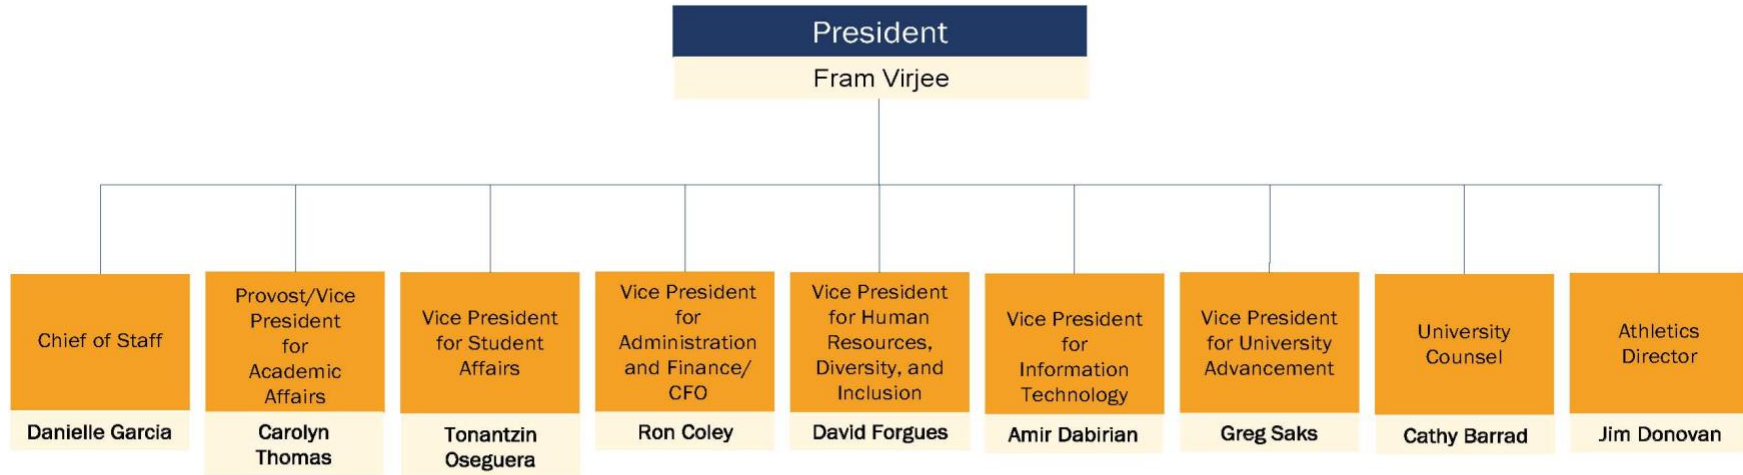 President
Fram Virjee
Chief of Staff
Danielle Garcia
Provost/Vice
President
for
Academic
Affairs
Carolyn
Thomas
Vice President
for Student
Affairs
Tonantzin
Oseguera
Vice President
for
Administration
and Finance/
CFO
Ron Coley
Vice President
for Human
Resources,
Diversity, and
Inclusion
David Forgues
Vice President
for
Information
Technology
Amir Dabirian
Vice President
for University
Advancement
Greg Saks
University
Counsel
Cathy Barrad
Athletics
Director
Jim Donovan